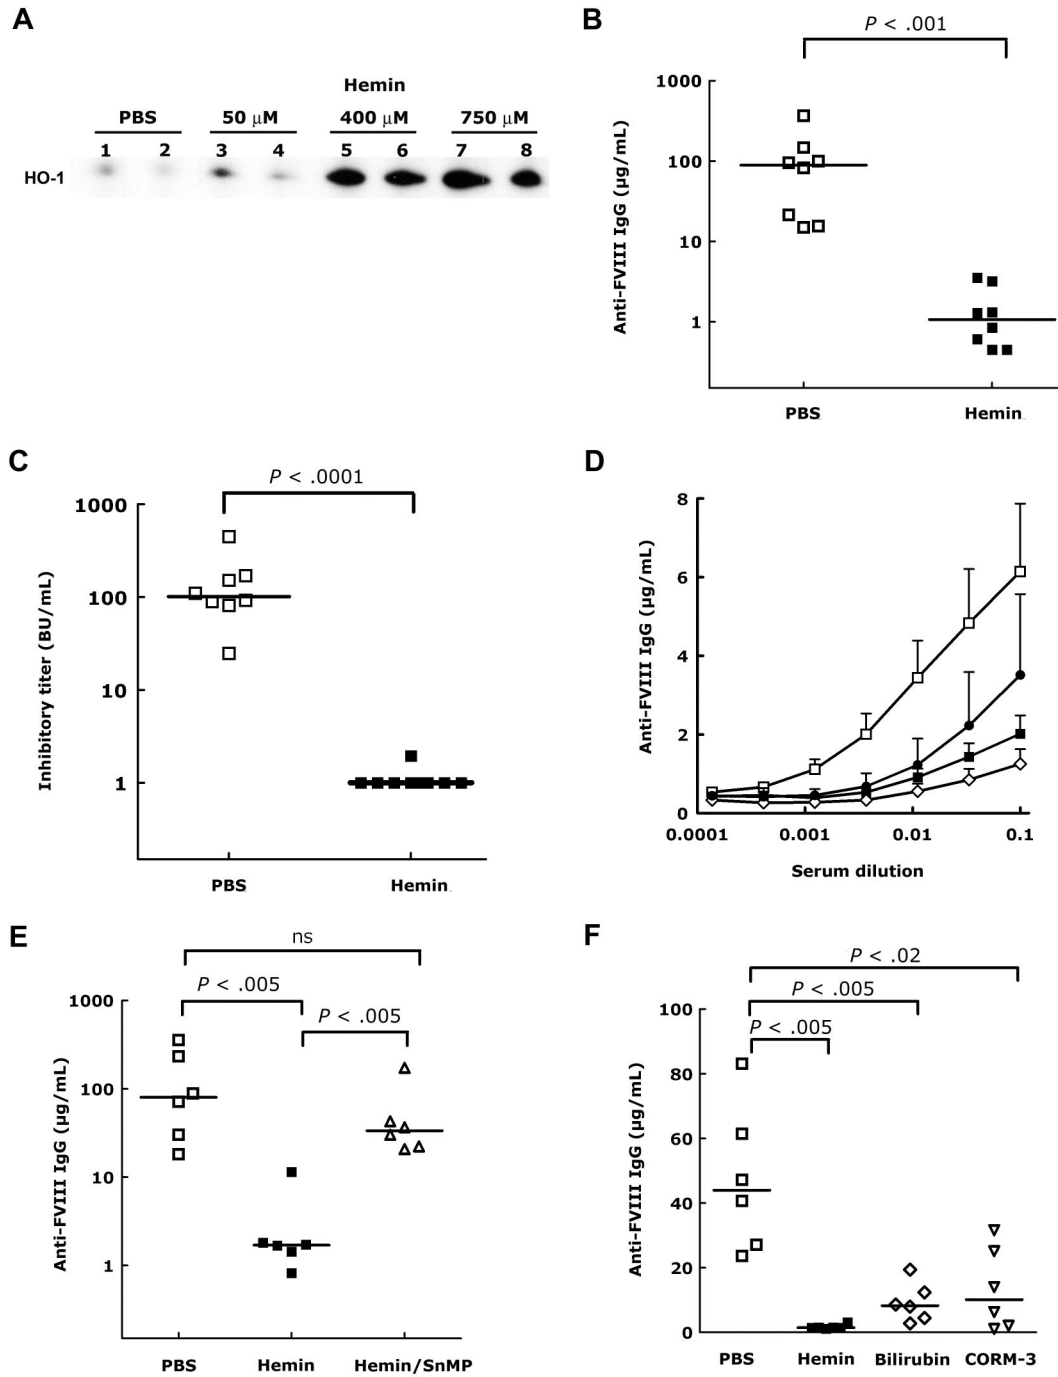 A
Hemin
PBS 50 µM 400 µM 750 µM
1 2 3 4 5 6 7 8
HO-1
B
P < .001
Anti-FVIII IgG (µg/mL)
1000
100
10
1
PBS Hemin
C
P < .0001
Inhibitory titer (BU/mL)
1000
100
10
1
PBS Hemin
D
Anti-FVIII IgG (µg/mL)
8
6
4
2
0
0.0001 0.001 0.01 0.1
Serum dilution
E
ns
P < .005
P < .005
Anti-FVIII IgG (µg/mL)
1000
100
10
1
PBS Hemin Hemin/SnMP
F
P < .02
P < .005
P < .005
Anti-FVIII IgG (µg/mL)
100
80
60
40
20
0
PBS Hemin Bilirubin CORM-3